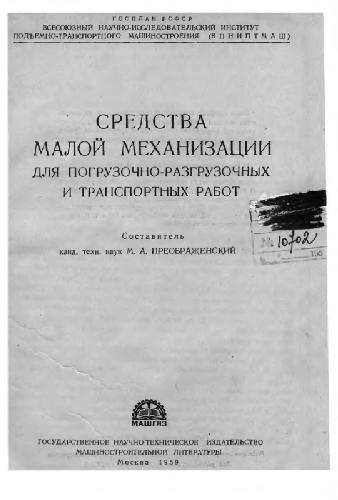 ГОСПЛАН РСФСР
ВСЕСОЮЗНЫЙ НАУЧНО-ИССЛЕДОВАТЕЛЬСКИЙ ИНСТИТУТ
ПОДЪЕМНО-ТРАНСПОРТНОГО МАШИНОСТРОЕНИЯ (ВНИИПТМАШ)
СРЕДСТВА
МАЛОЙ МЕХАНИЗАЦИИ
ДЛЯ ПОГРУЗОЧНО-РАЗГРУЗОЧНЫХ
И ТРАНСПОРТНЫХ РАБОТ
№ 10702
Составитель
канд. техн. наук М. А. ПРЕОБРАЖЕНСКИЙ
МАШГИЗ
ГОСУДАРСТВЕННОЕ НАУЧНО-ТЕХНИЧЕСКОЕ ИЗДАТЕЛЬСТВО
МАШИНОСТРОИТЕЛЬНОЙ ЛИТЕРАТУРЫ
Москва 1959